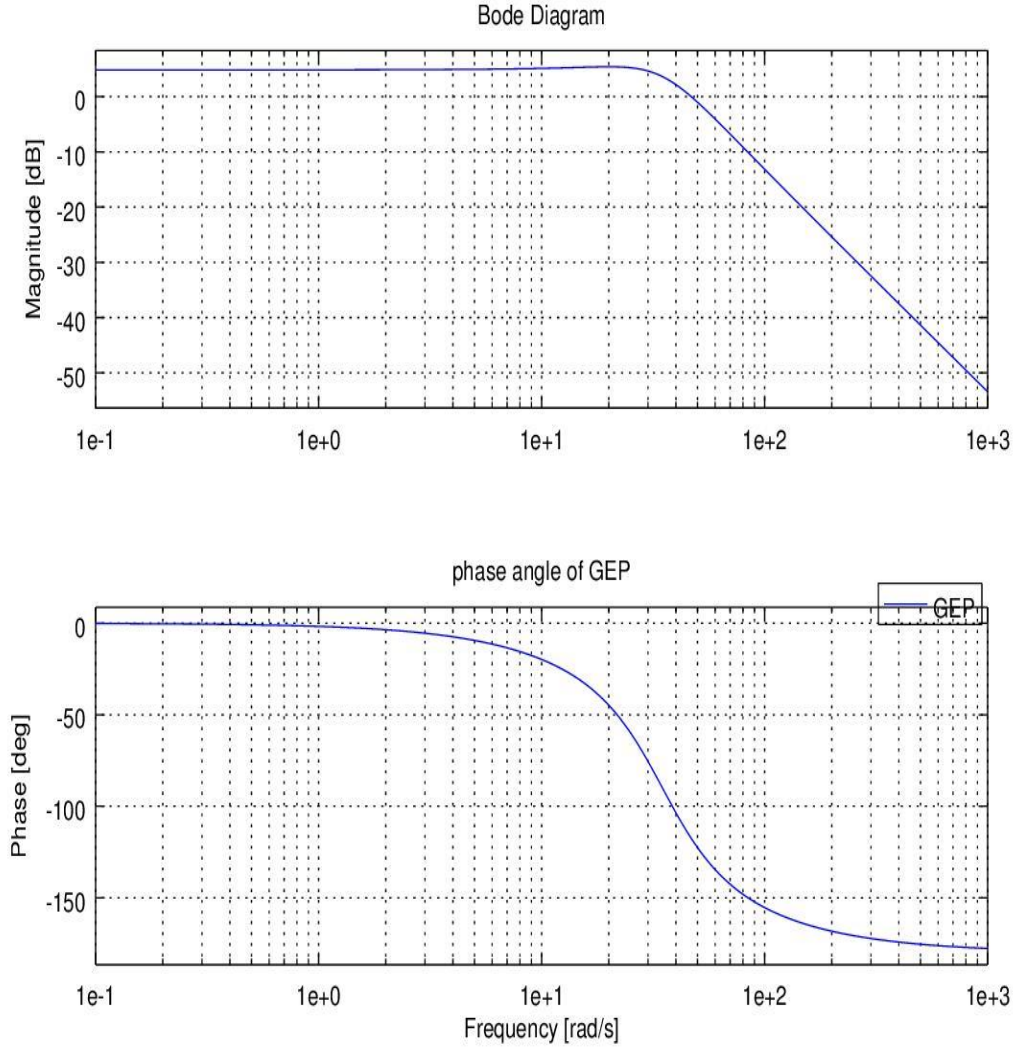 Bode Diagram
Magnitude [dB]
0
-10
-20
-30
-40
-50
1e-1 1e+0 1e+1 1e+2 1e+3
phase angle of GEP
GEP
Phase [deg]
0
-50
-100
-150
1e-1 1e+0 1e+1 1e+2 1e+3
Frequency [rad/s]